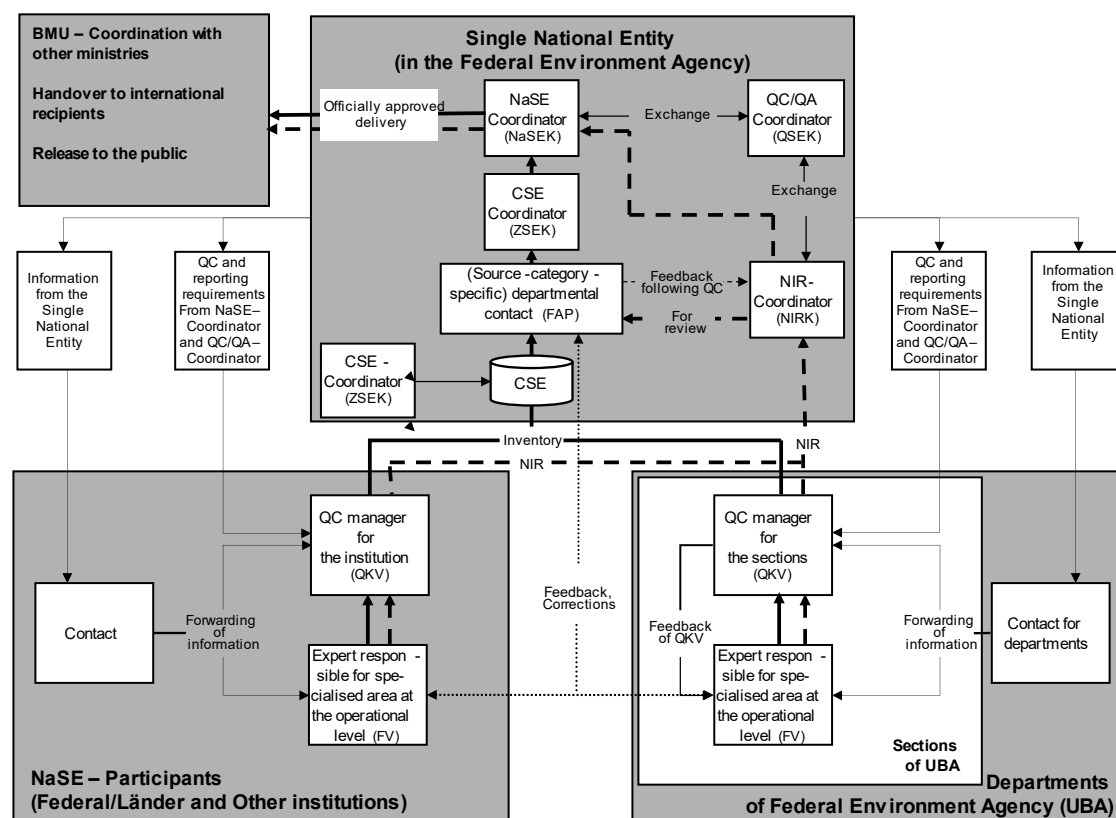 BMU – Coordination with
other ministries
Handover to international
recipients
Release to the public
Single National Entity
(in the Federal Environment Agency)
Officially approved
delivery
NaSE
Coordinator
(NaSEK)
Exchange
QC/QA
Coordinator
(QSEK)
Exchange
CSE
Coordinator
(ZSEK)
(Source -category -
specific) departmental
contact (FAP)
Feedback
following QC
For
review
NIR-
Coordinator
(NIRK)
CSE -
Coordinator
(ZSEK)
CSE
Information
from the
Single
National
Entity
QC and
reporting
requirements
From NaSE–
Coordinator
and QC/QA–
Coordinator
QC and
reporting
requirements
From NaSE–
Coordinator
and QC/QA–
Coordinator
Information
from the
Single
National
Entity
Inventory
NIR
NIR
QC manager
for
the institution
(QKV)
QC manager
for
the sections
(QKV)
Contact
Forwarding
of
information
Feedback,
Corrections
Feedback
of QKV
Forwarding
of
information
Contact for
departments
Expert respon -
sible for spe-
cialised area at
the operational
level (FV)
Expert respon -
sible for spe-
cialised area at
the operational
level (FV)
Sections
of UBA
NaSE – Participants
(Federal/Länder and Other institutions)
Departments
of Federal Environment Agency (UBA)